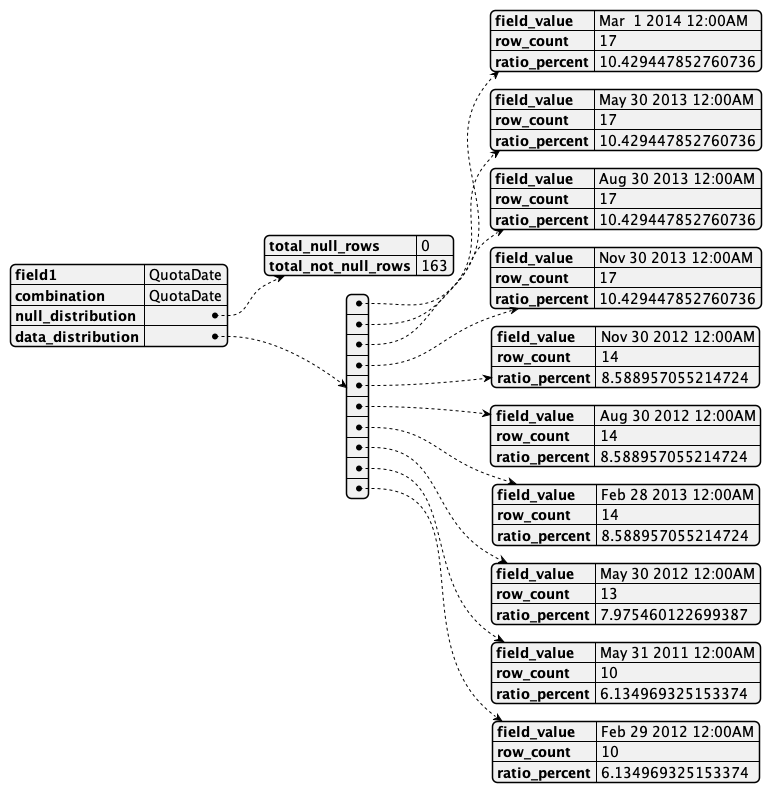 field1 QuotaDate
combination QuotaDate
null_distribution
data_distribution
total_null_rows 0
total_not_null_rows 163
field_value Mar  1 2014 12:00AM
row_count 17
ratio_percent 10.429447852760736
field_value May 30 2013 12:00AM
row_count 17
ratio_percent 10.429447852760736
field_value Aug 30 2013 12:00AM
row_count 17
ratio_percent 10.429447852760736
field_value Nov 30 2013 12:00AM
row_count 17
ratio_percent 10.429447852760736
field_value Nov 30 2012 12:00AM
row_count 14
ratio_percent 8.588957055214724
field_value Aug 30 2012 12:00AM
row_count 14
ratio_percent 8.588957055214724
field_value Feb 28 2013 12:00AM
row_count 14
ratio_percent 8.588957055214724
field_value May 30 2012 12:00AM
row_count 13
ratio_percent 7.975460122699387
field_value May 31 2011 12:00AM
row_count 10
ratio_percent 6.134969325153374
field_value Feb 29 2012 12:00AM
row_count 10
ratio_percent 6.134969325153374